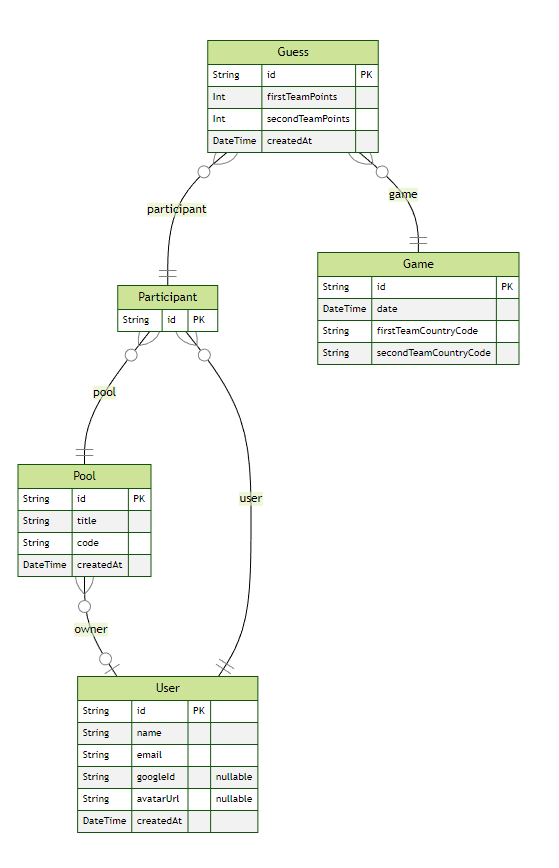 Guess
String id PK
Int firstTeamPoints
Int secondTeamPoints
DateTime createdAt
participant
game
Game
String id PK
DateTime date
String firstTeamCountryCode
String secondTeamCountryCode
Participant
String id PK
pool
user
Pool
String id PK
String title
String code
DateTime createdAt
owner
User
String id PK
String name
String email
String googleId nullable
String avatarUrl nullable
DateTime createdAt